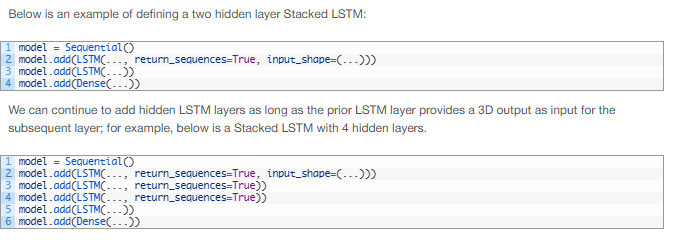 Below is an example of defining a two hidden layer Stacked LSTM:
1 model = Sequential()
2 model.add(LSTM(..., return_sequences=True, input_shape=(...)))
3 model.add(LSTM(...))
4 model.add(Dense(...))
We can continue to add hidden LSTM layers as long as the prior LSTM layer provides a 3D output as input for the
subsequent layer; for example, below is a Stacked LSTM with 4 hidden layers.
1 model = Sequential()
2 model.add(LSTM(..., return_sequences=True, input_shape=(...)))
3 model.add(LSTM(..., return_sequences=True))
4 model.add(LSTM(..., return_sequences=True))
5 model.add(LSTM(...))
6 model.add(Dense(...))